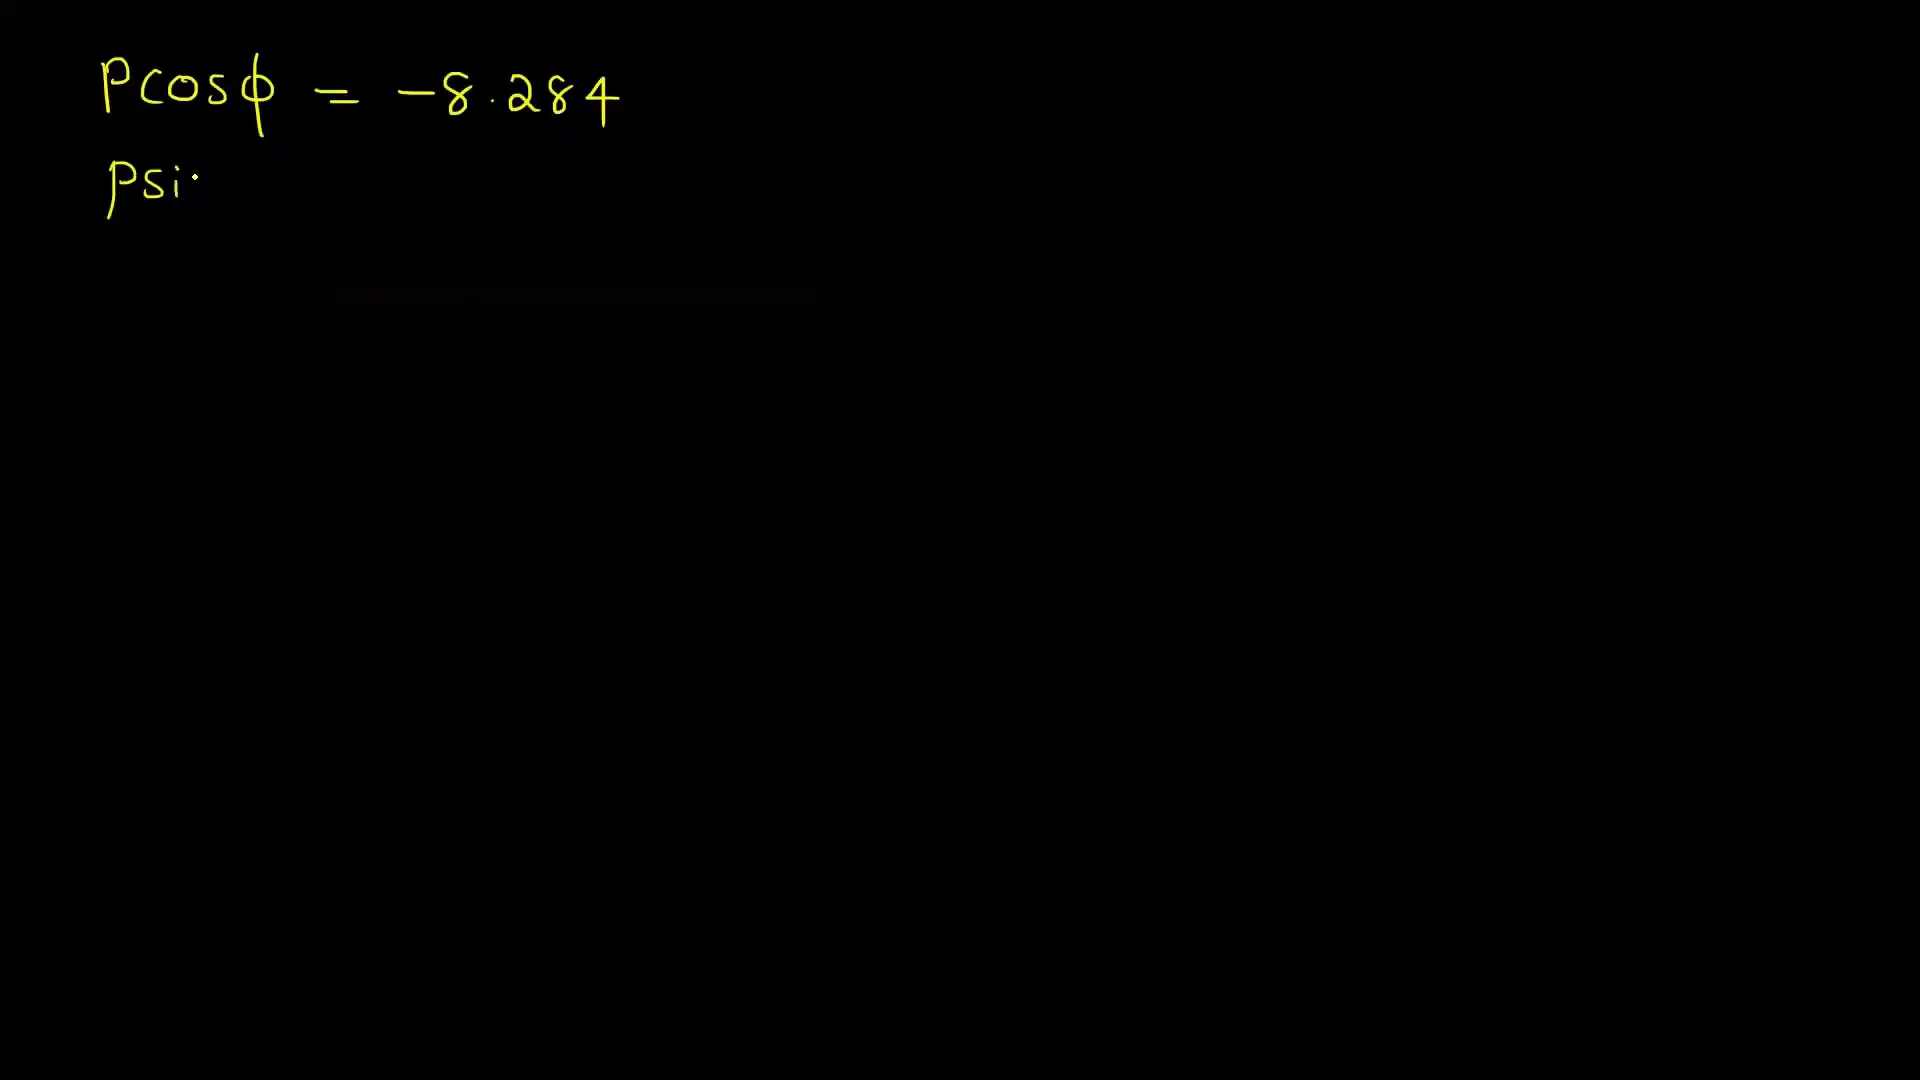 Pcosϕ = -8.284
Psi